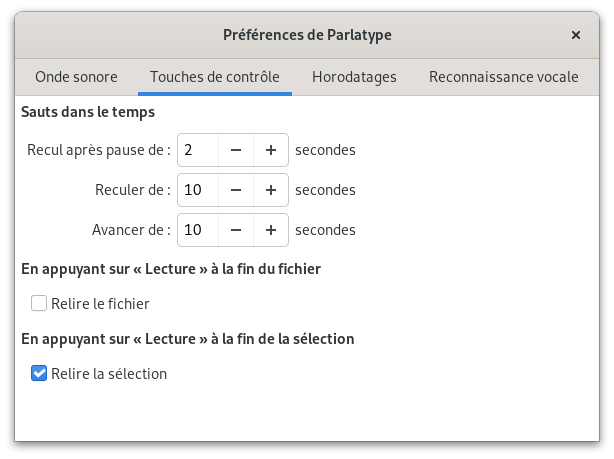 Préférences de Parlatype
Onde sonore Touches de contrôle Horodatages Reconnaissance vocale
Sauts dans le temps
Recul après pause de : 2 secondes
Reculer de : 10 secondes
Avancer de : 10 secondes
En appuyant sur « Lecture » à la fin du fichier
Relire le fichier
En appuyant sur « Lecture » à la fin de la sélection
Relire la sélection